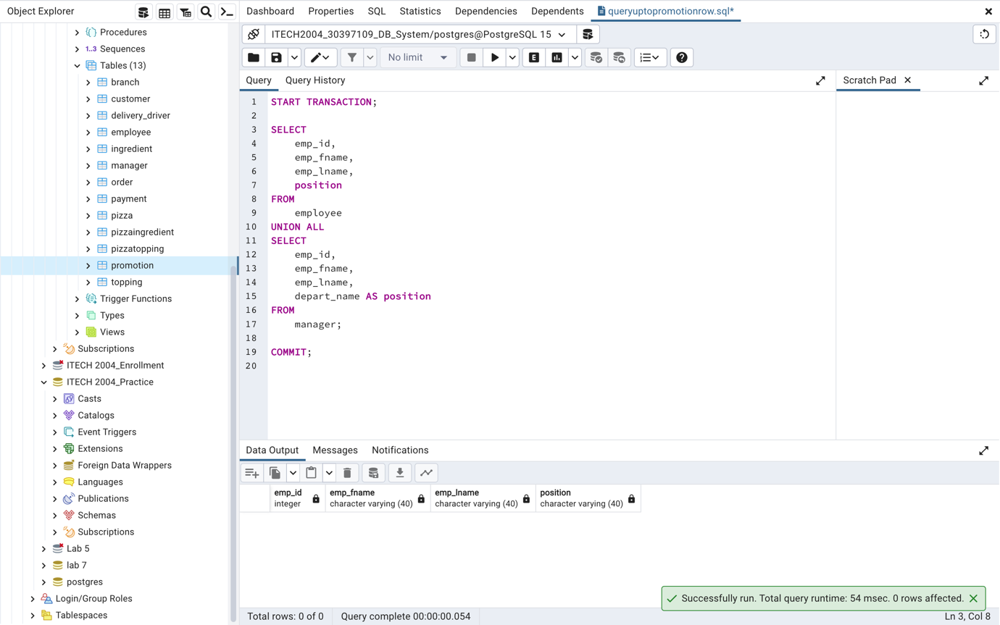 Object Explorer
Procedures
1..3 Sequences
Tables (13)
branch
customer
delivery_driver
employee
ingredient
manager
order
payment
pizza
pizzaingredient
pizzatopping
promotion
topping
Trigger Functions
Types
Views
Subscriptions
ITECH 2004_Enrollment
ITECH 2004_Practice
Casts
Catalogs
Event Triggers
Extensions
Foreign Data Wrappers
Languages
Publications
Schemas
Subscriptions
Lab 5
lab 7
postgres
Login/Group Roles
Tablespaces
Dashboard Properties SQL Statistics Dependencies Dependents queryuptopromotionrow.sql*
ITECH2004_30397109_DB_System/postgres@PostgreSQL 15
No limit E
Query Query History
Scratch Pad
1 START TRANSACTION;
2
3 SELECT
4 emp_id,
5 emp_fname,
6 emp_lname,
7 position
8 FROM
9 employee
10 UNION ALL
11 SELECT
12 emp_id,
13 emp_fname,
14 emp_lname,
15 depart_name AS position
16 FROM
17 manager;
18
19 COMMIT;
20
Data Output Messages Notifications
emp_id emp_fname emp_lname position
integer character varying (40) character varying (40) character varying (40)
Successfully run. Total query runtime: 54 msec. 0 rows affected.
Total rows: 0 of 0 Query complete 00:00:00.054 Ln 3, Col 8